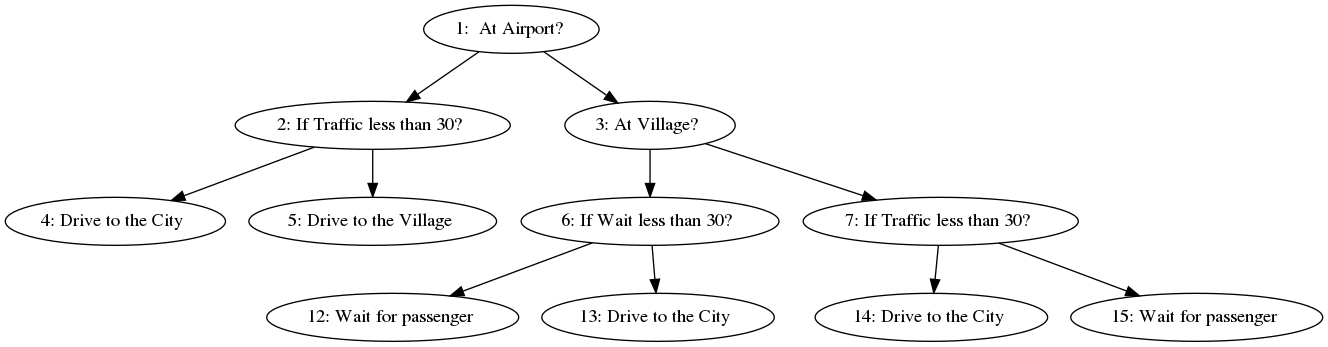 1:  At Airport?
2: If Traffic less than 30?
3: At Village?
4: Drive to the City
5: Drive to the Village
6: If Wait less than 30?
7: If Traffic less than 30?
12: Wait for passenger
13: Drive to the City
14: Drive to the City
15: Wait for passenger